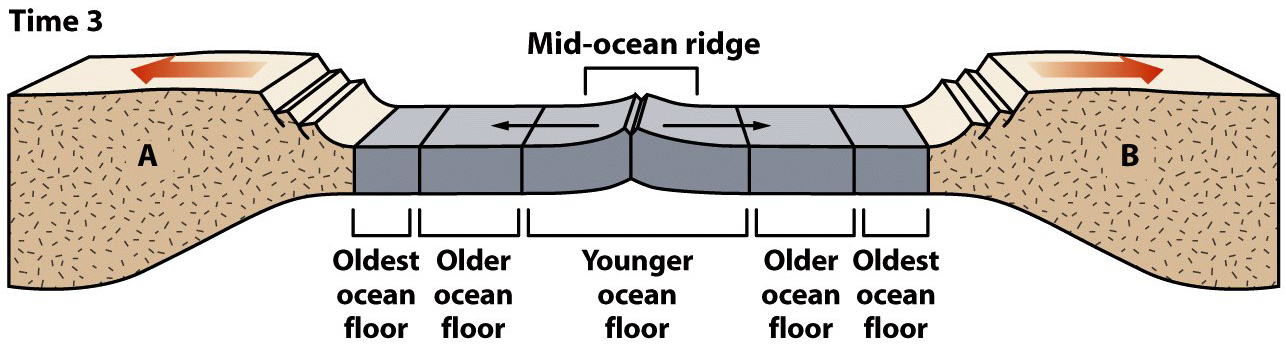 Time 3
Mid-ocean ridge
A
B
Oldest
ocean
floor
Older
ocean
floor
Younger
ocean
floor
Older
ocean
floor
Oldest
ocean
floor